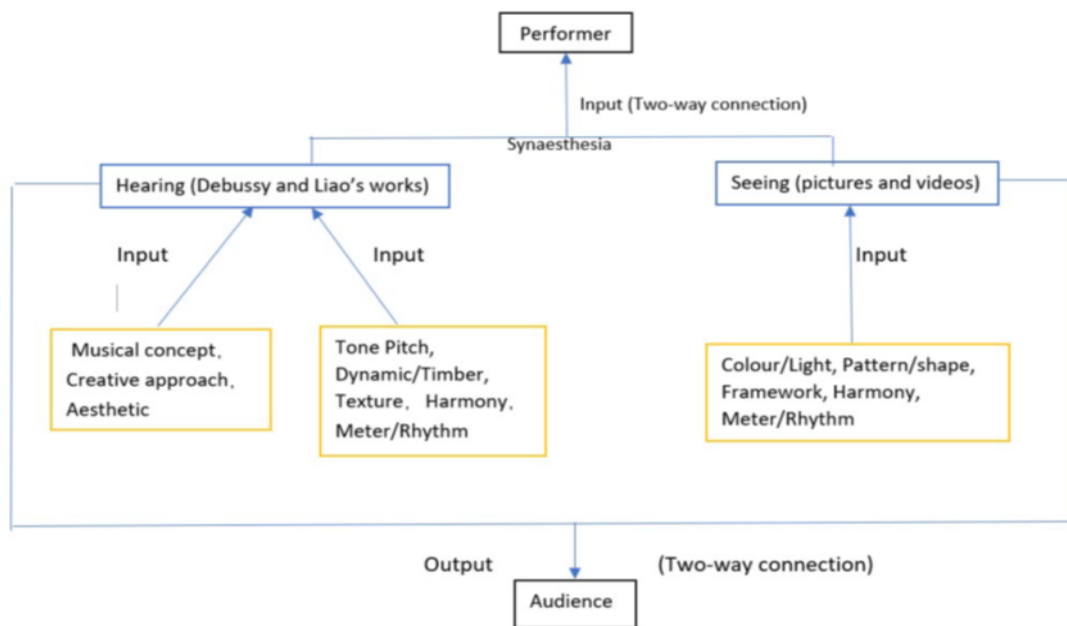 Performer
Input (Two-way connection)
Synaesthesia
Hearing (Debussy and Liao's works)
Seeing (pictures and videos)
Input
Input
Input
Musical concept、
Creative approach、
Aesthetic
Tone Pitch,
Dynamic/Timber,
Texture、 Harmony、
Meter/Rhythm
Colour/Light, Pattern/shape,
Framework, Harmony,
Meter/Rhythm
Output
(Two-way connection)
Audience